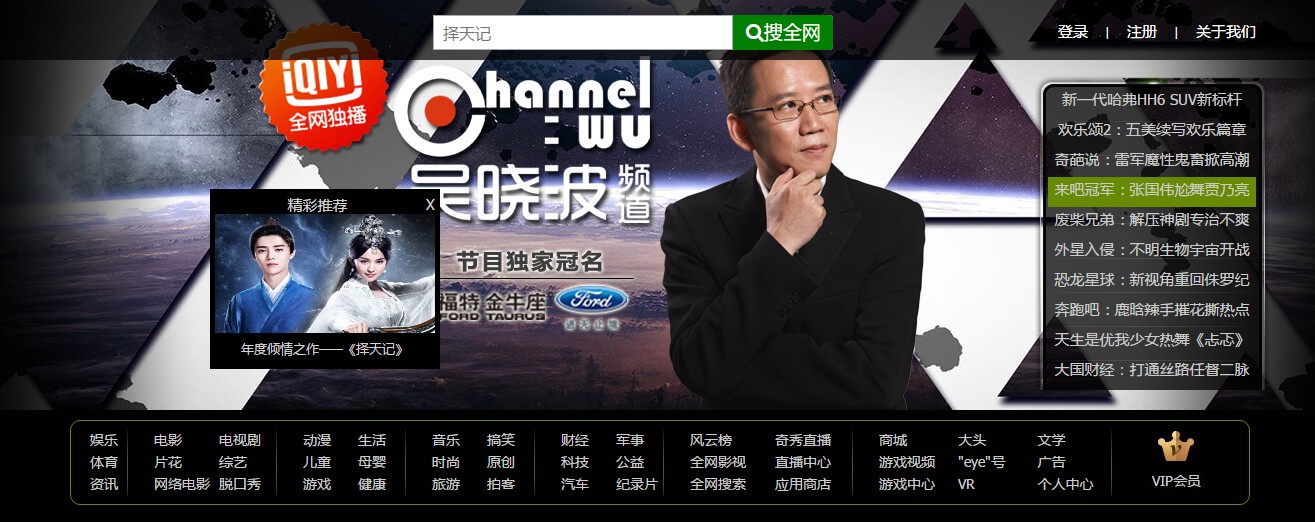 择天记
搜全网
登录 | 注册 | 关于我们
iQIYI
全网独播
Channel
WU
吴晓波
频道
节目独家冠名
福特 金牛座
FORD TAURUS
Ford
进无止境
精彩推荐 X
年度倾情之作——《择天记》
新一代哈弗HH6 SUV新标杆
欢乐颂2：五美续写欢乐篇章
奇葩说：雷军魔性鬼畜掀高潮
来吧冠军：张国伟尬舞贾乃亮
废柴兄弟：解压神剧专治不爽
外星入侵：不明生物宇宙开战
恐龙星球：新视角重回侏罗纪
奔跑吧：鹿晗辣手摧花撕热点
天生是优我少女热舞《忐忑》
大国财经：打通丝路任督二脉
娱乐 电影 电视剧 动漫 生活 音乐 搞笑 财经 军事 风云榜 奇秀直播 商城 大头 文学
体育 片花 综艺 儿童 母婴 时尚 原创 科技 公益 全网影视 直播中心 游戏视频 "eye"号 广告
资讯 网络电影 脱口秀 游戏 健康 旅游 拍客 汽车 纪录片 全网搜索 应用商店 游戏中心 VR 个人中心
VIP会员